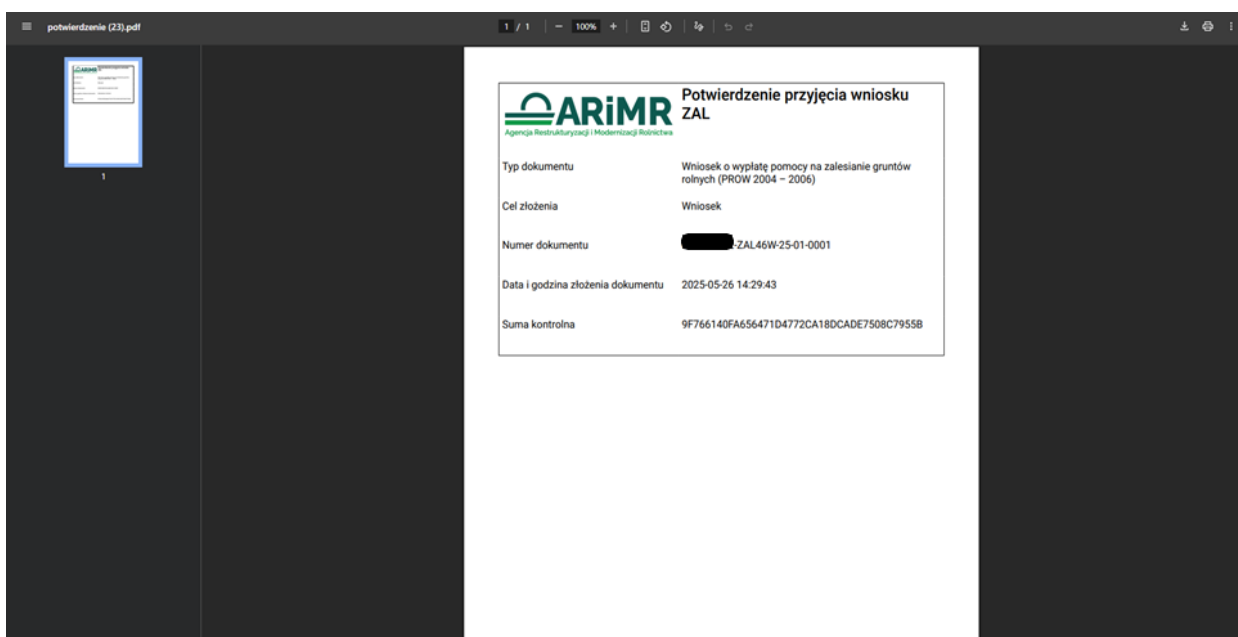 potwierdzenie (23).pdf
1 / 1
100%
1
ARiMR
Agencja Restrukturyzacji i Modernizacji Rolnictwa
Potwierdzenie przyjęcia wniosku
ZAL
Typ dokumentu
Wniosek o wypłatę pomocy na zalesianie gruntów
rolnych (PROW 2004 – 2006)
Cel złożenia
Wniosek
Numer dokumentu
-ZAL46W-25-01-0001
Data i godzina złożenia dokumentu
2025-05-26 14:29:43
Suma kontrolna
9F766140FA656471D4772CA18DCADE7508C7955B